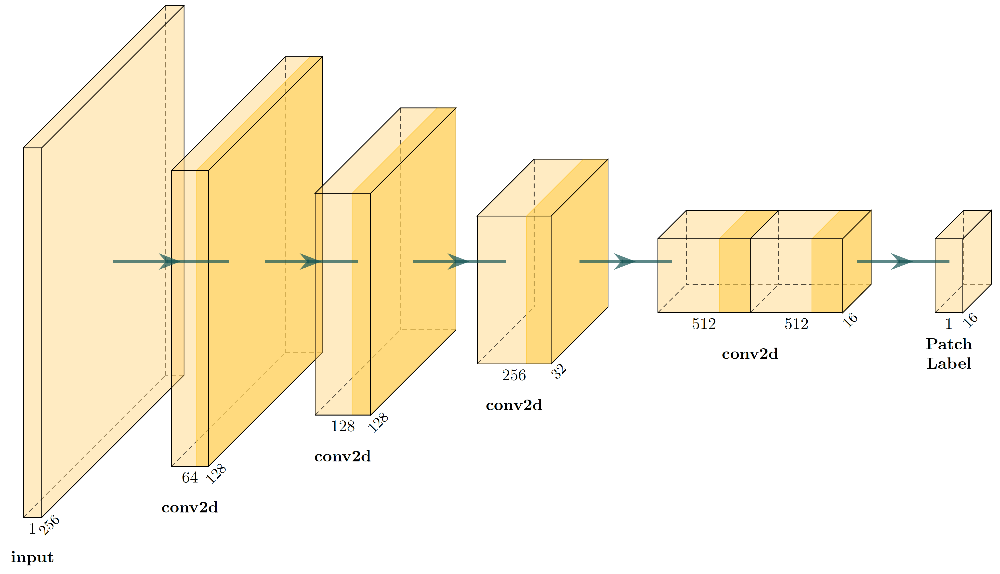 1 256
input
64 128
conv2d
128 128
conv2d
256 32
conv2d
512 512 16
conv2d
1 16
Patch
Label